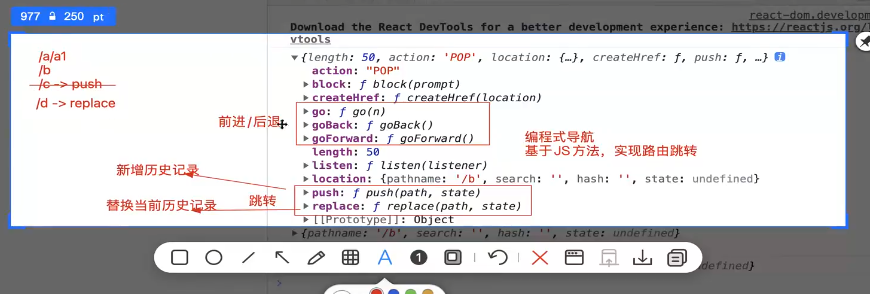 977 250 pt
react-dom.developm
Download the React DevTools for a better development experience: https://reactjs.org/l
vtools
/a/a1
/b
/c -> push
/d -> replace
▼{length: 50, action: 'POP', location: {…}, createHref: ƒ, push: ƒ, …} i
action: "POP"
▶ block: ƒ block(prompt)
▶ createHref: ƒ createHref(location)
前进/后退
▶ go: ƒ go(n)
▶ goBack: ƒ goBack()
▶ goForward: ƒ goForward()
编程式导航
基于JS方法，实现路由跳转
length: 50
▶ listen: ƒ listen(listener)
▶ location: {pathname: '/b', search: '', hash: '', state: undefined}
新增历史记录
▶ push: ƒ push(path, state)
替换当前历史记录
跳转
▶ replace: ƒ replace(path, state)
▶ [[Prototype]]: Object
▶ {pathname: '/b', search: '', hash: '', state: undefined}
A
1
defined}
>